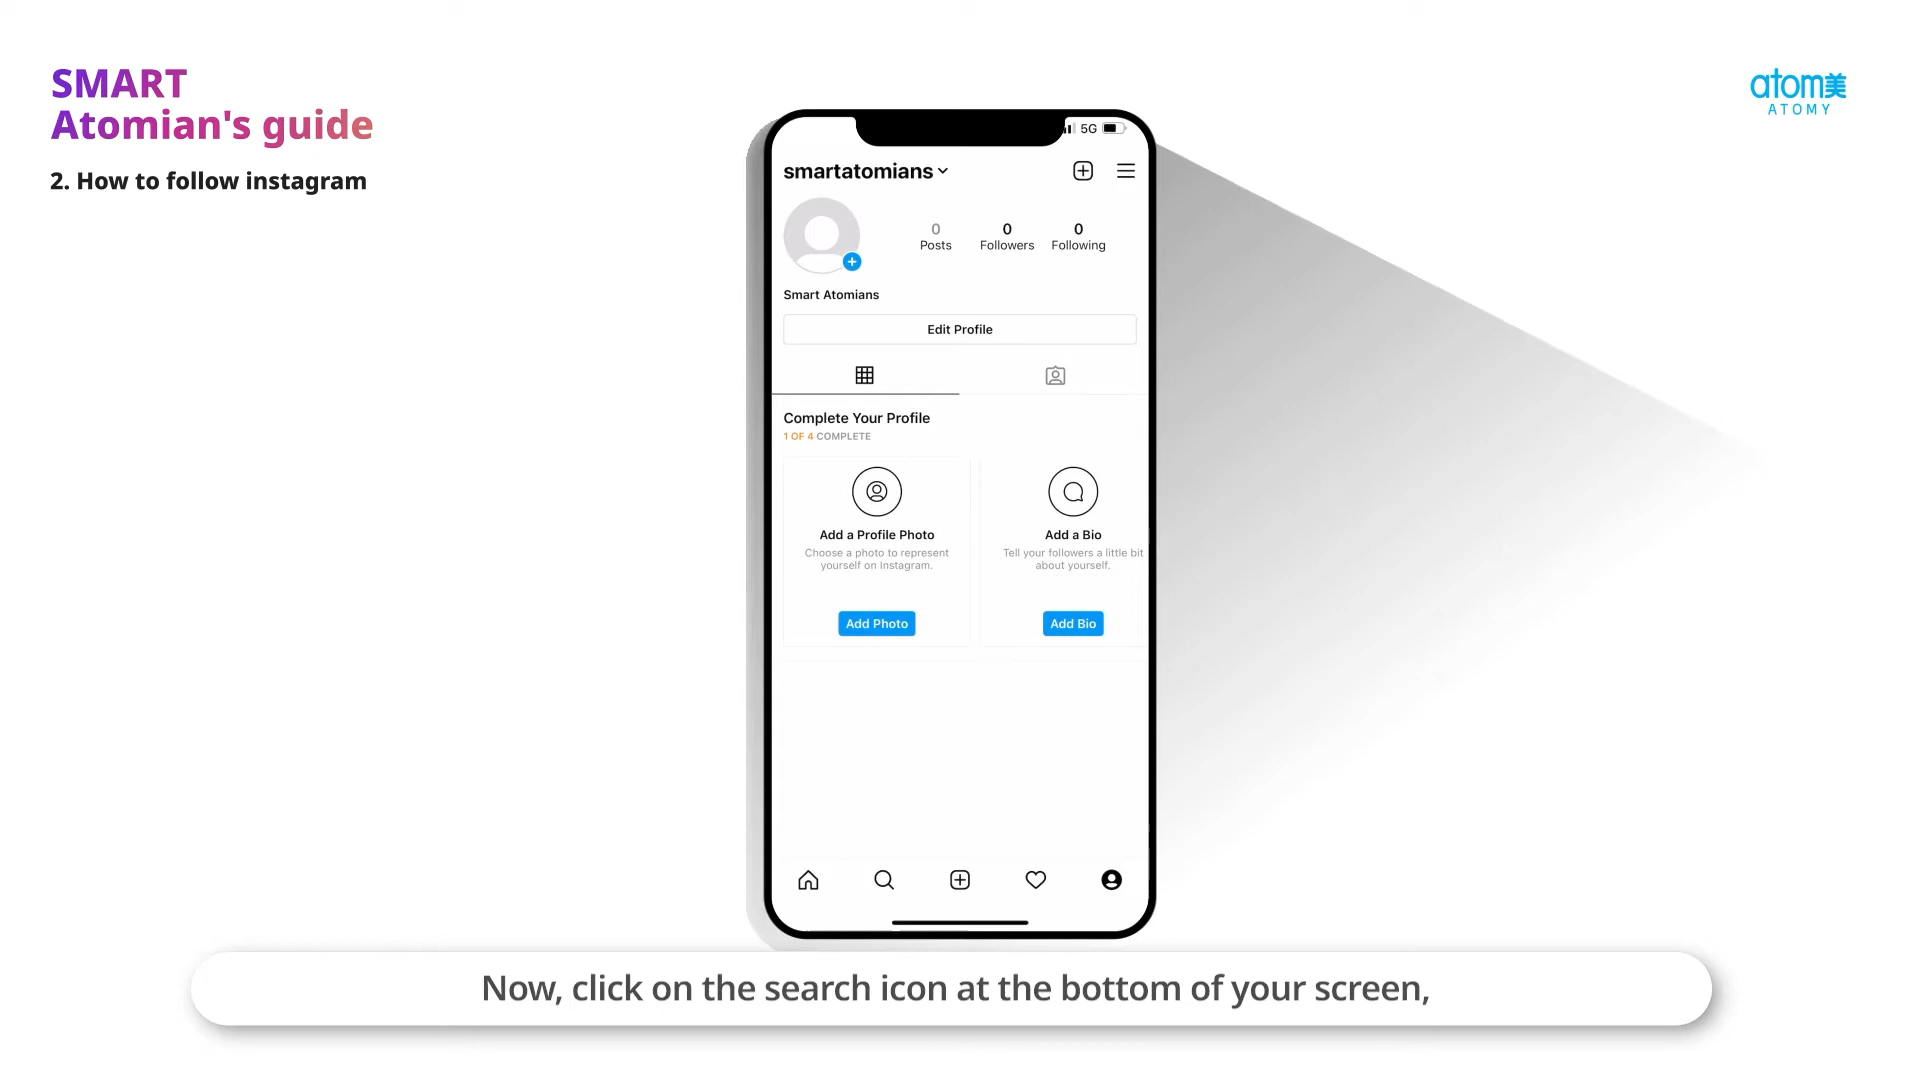 SMART
Atomian's guide
2. How to follow instagram
atom美
ATOMY
5G
smartatomians
0 0 0
Posts Followers Following
Smart Atomians
Edit Profile
Complete Your Profile
1 OF 4 COMPLETE
Add a Profile Photo
Choose a photo to represent
yourself on Instagram.
Add Photo
Add a Bio
Tell your followers a little bit
about yourself.
Add Bio
Now, click on the search icon at the bottom of your screen,